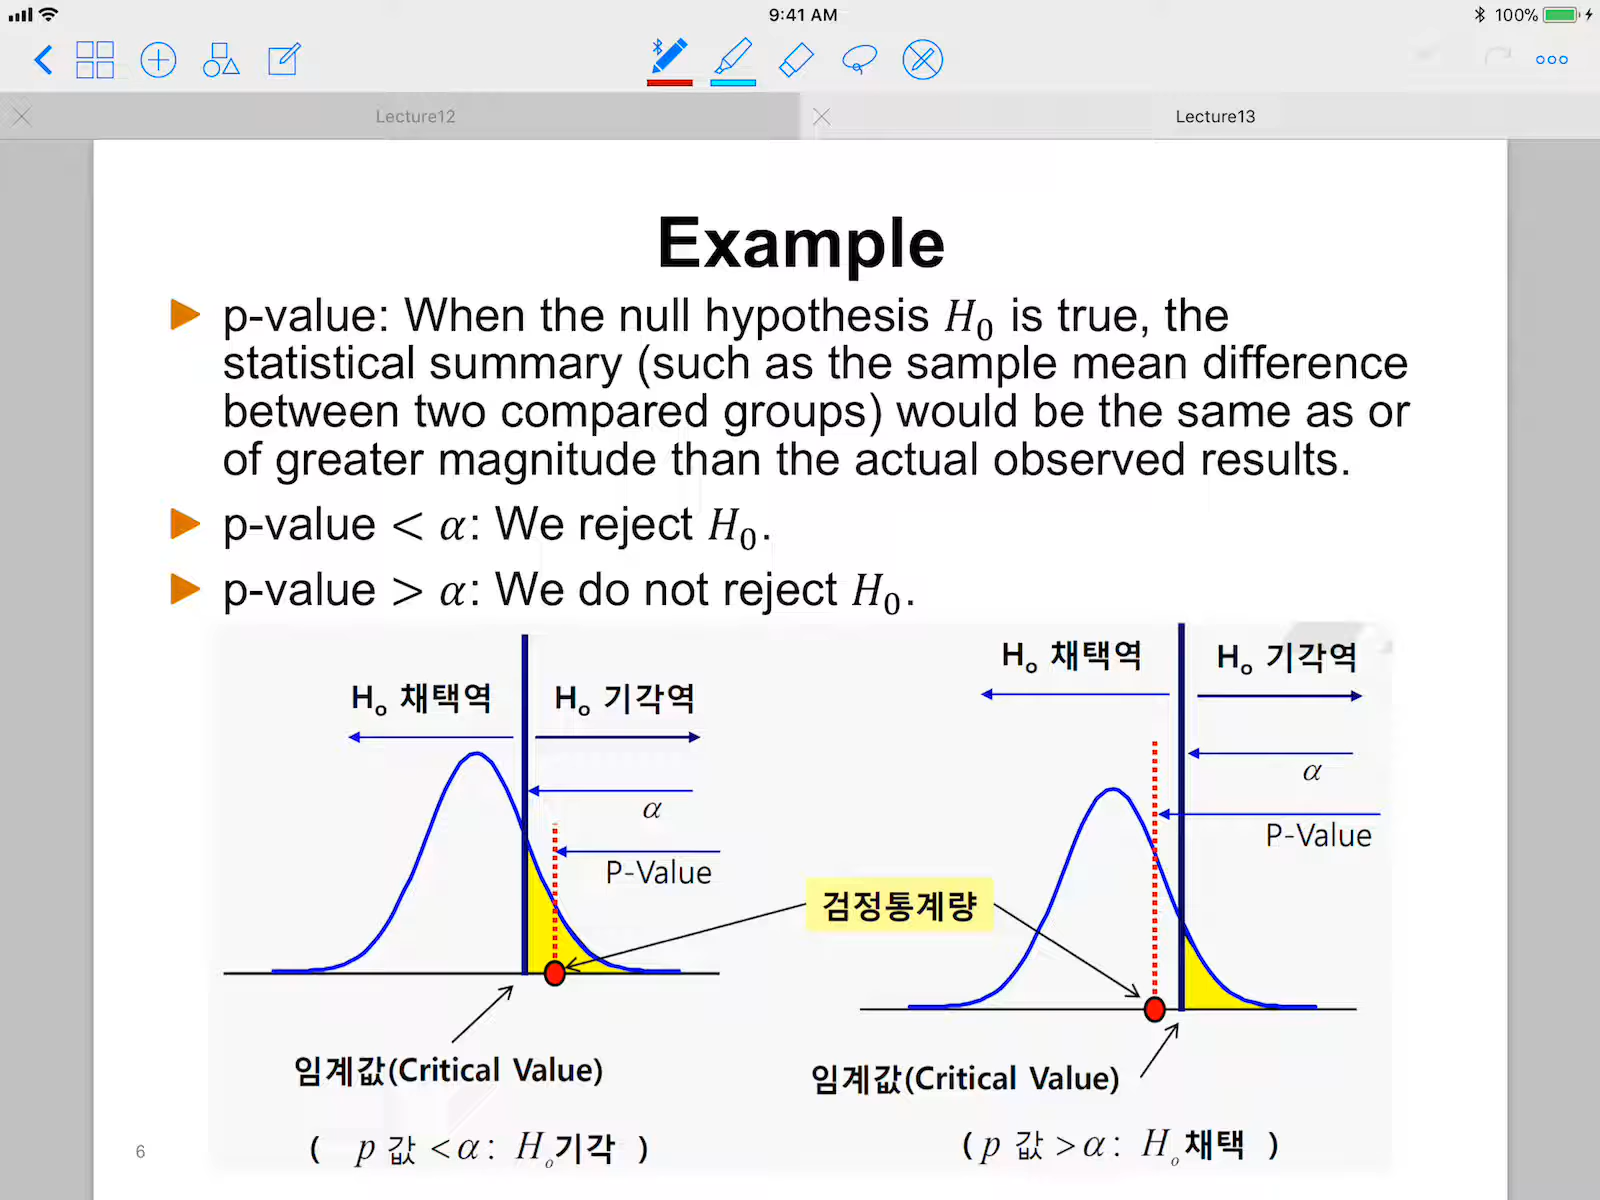 9:41 AM
100%
Lecture12
Lecture13
Example
p-value: When the null hypothesis H₀ is true, the
statistical summary (such as the sample mean difference
between two compared groups) would be the same as or
of greater magnitude than the actual observed results.
p-value < α: We reject H₀.
p-value > α: We do not reject H₀.
Hₒ 채택역
Hₒ 기각역
α
P-Value
Hₒ 채택역
Hₒ 기각역
α
P-Value
검정통계량
임계값(Critical Value)
임계값(Critical Value)
( p 값 < α : Hₒ 기각 )
( p 값 > α : Hₒ 채택 )
6